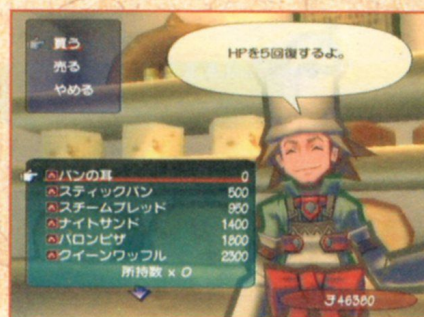 買う
売る
やめる
HPを5回復するよ。
パンの耳 0
スティックパン 500
スチームブレッド 950
ナイトサンド 1400
バロンピザ 1800
クイーンワッフル 2300
所持数 × 0
46380